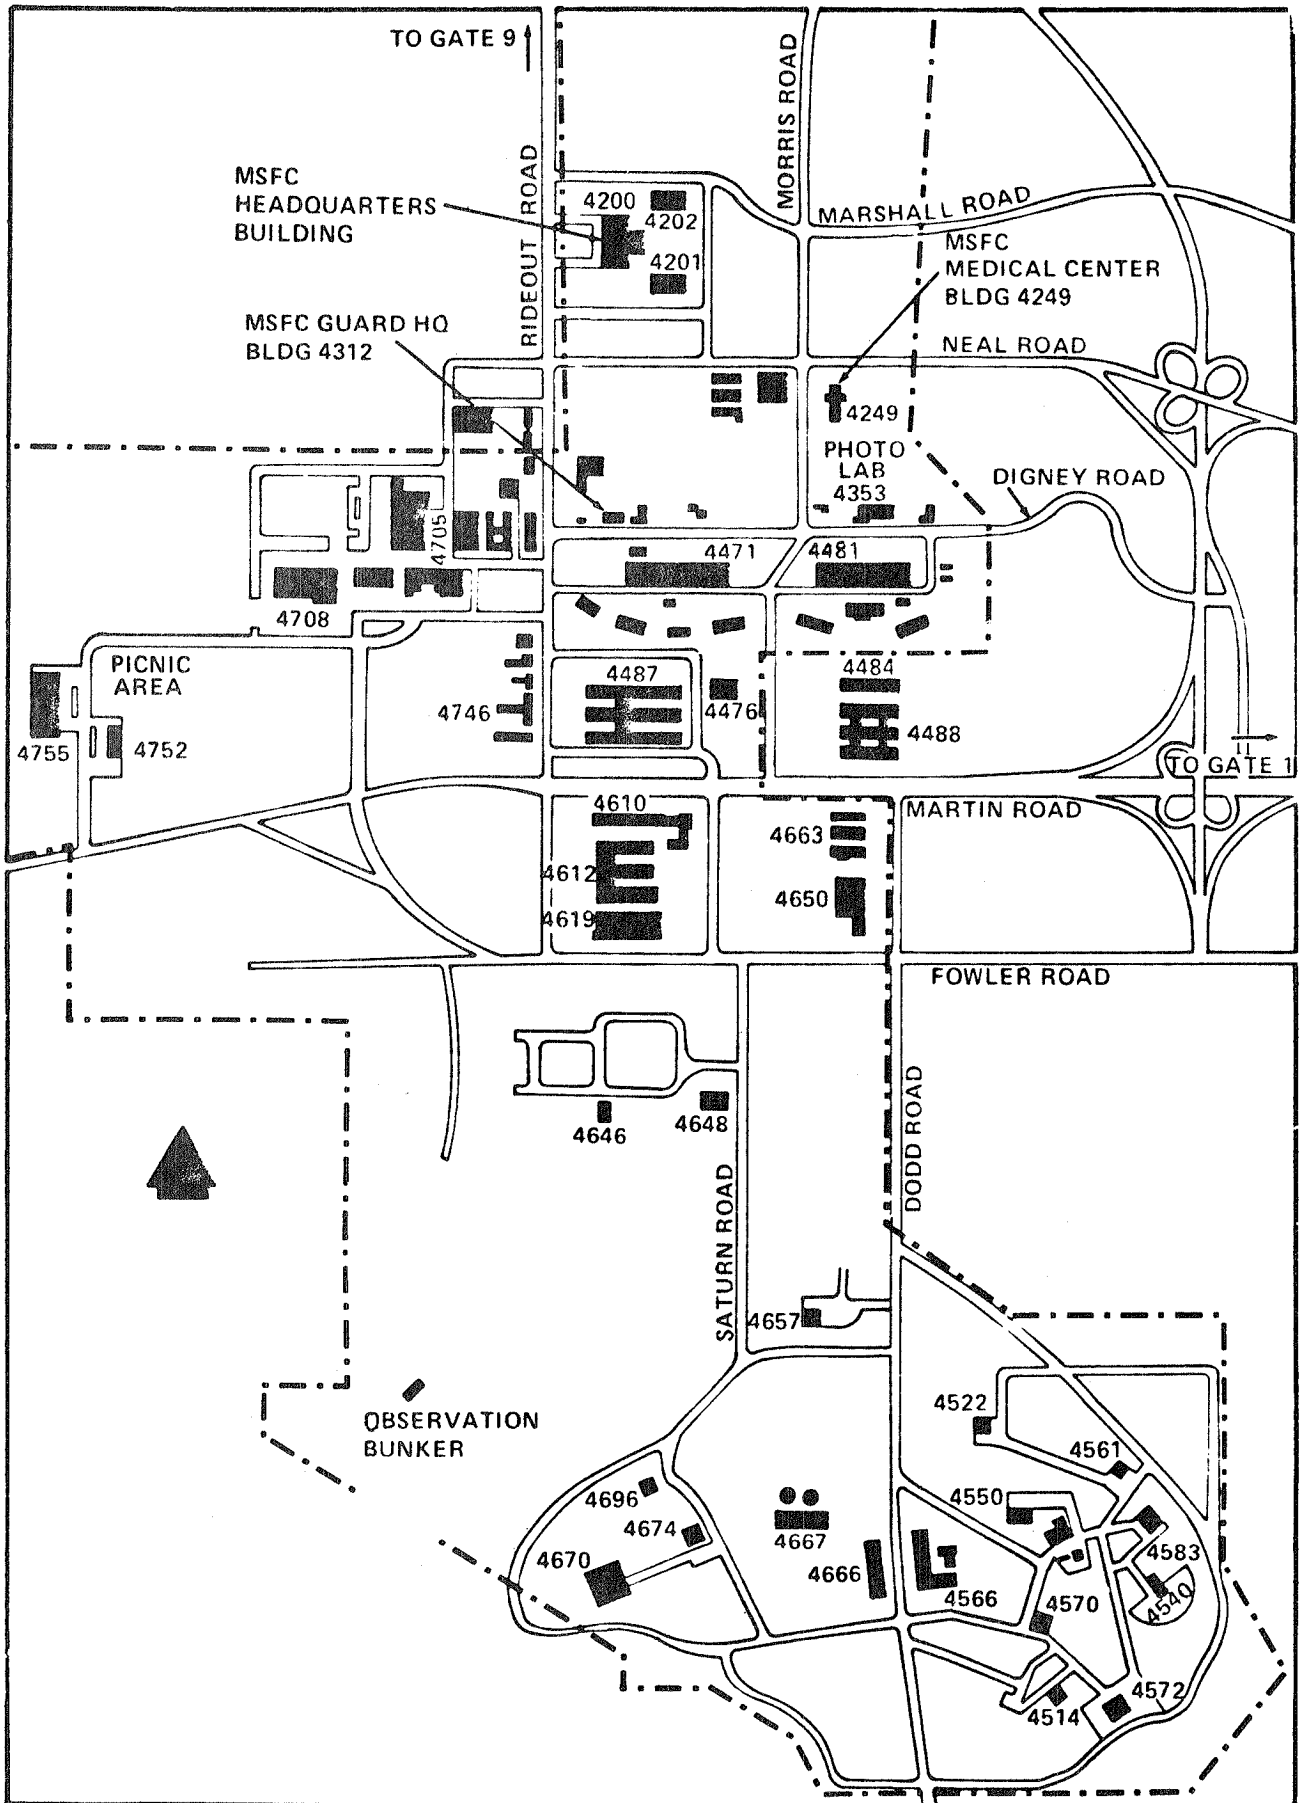 TO GATE 9
MORRIS ROAD
RIDEOUT ROAD
MSFC
HEADQUARTERS
BUILDING
4200
4202
4201
MARSHALL ROAD
MSFC
MEDICAL CENTER
BLDG 4249
MSFC GUARD HQ
BLDG 4312
NEAL ROAD
4249
PHOTO
LAB
4353
DIGNEY ROAD
4705
4471
4481
4708
PICNIC
AREA
4755
4752
4746
4487
4476
4484
4488
TO GATE 1
MARTIN ROAD
4610
4612
4619
4663
4650
FOWLER ROAD
4646
4648
SATURN ROAD
DODD ROAD
4657
OBSERVATION
BUNKER
4522
4561
4550
4696
4674
4670
4667
4666
4566
4583
4540
4570
4572
4514